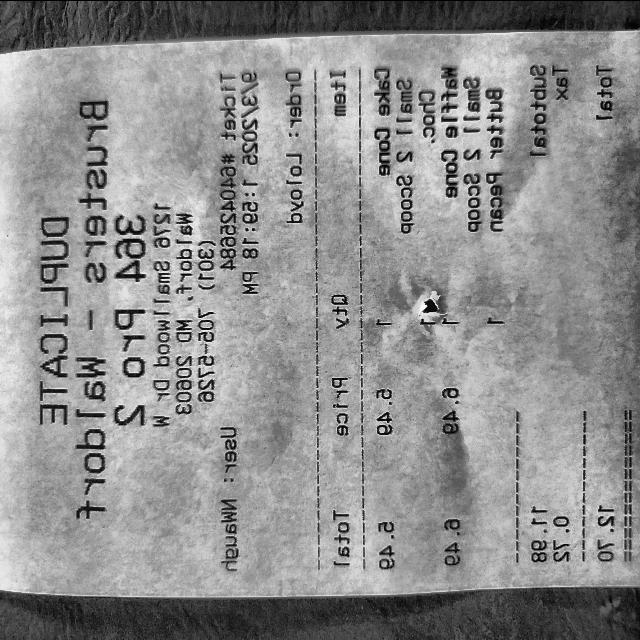 DUPLICATE
Brusters - Waldorf
364 Pro 2
1276 Smallwood Dr W
Waldorf, MD 20603
(301) 705-5726
Ticket #640425684 User: NWaugh
9/3/2025 1:59:18 PM
Order: Loloyd
Item Qty Price Total
Cake Cone 1 5.49 5.49
Small 2 Scoop
Choc. 1
Waffle Cone 1 6.49 6.49
Small 2 Scoop
Butter Pecan 1
Subtotal 11.98
Tax 0.72
Total 12.70